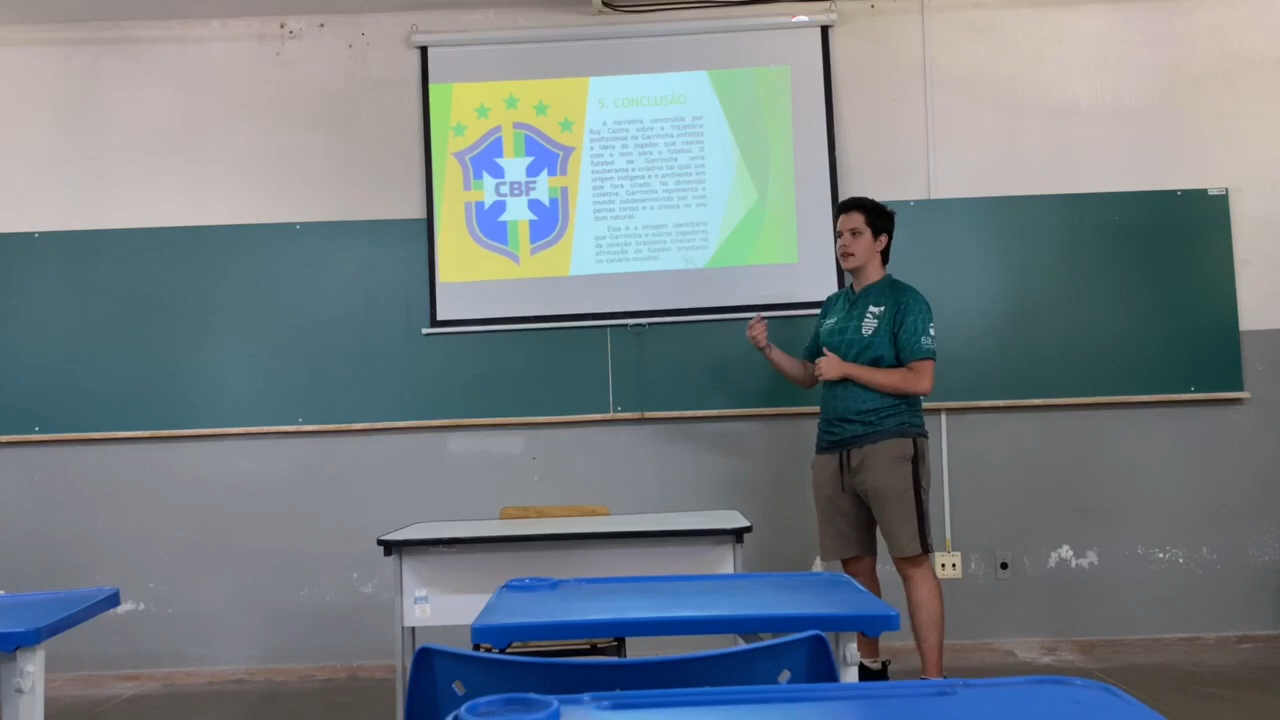 5. CONCLUSÃO
A narrativa construída por
Ruy Castro sobre a trajetória
profissional de Garrincha enfatiza
a ideia do jogador que nasceu
com o dom para o futebol. O
futebol de Garrincha seria
exuberante e criativo tal qual sua
origem indígena e o ambiente em
que fora criado. Na dimensão
coletiva, Garrincha representa o
mundo subdesenvolvido por suas
pernas tortas e a crença no seu
dom natural.
Essa é a imagem identitária
que Garrincha e outros jogadores
da seleção brasileira tiveram na
afirmação do futebol brasileiro
no cenário mundial.
CBF